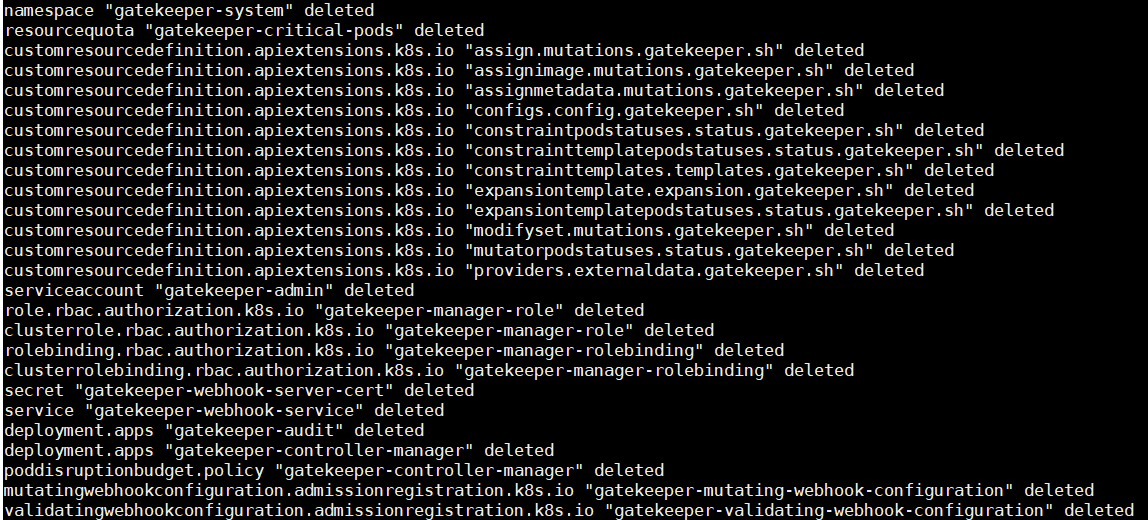 namespace "gatekeeper-system" deleted
resourcequota "gatekeeper-critical-pods" deleted
customresourcedefinition.apiextensions.k8s.io "assign.mutations.gatekeeper.sh" deleted
customresourcedefinition.apiextensions.k8s.io "assignimage.mutations.gatekeeper.sh" deleted
customresourcedefinition.apiextensions.k8s.io "assignmetadata.mutations.gatekeeper.sh" deleted
customresourcedefinition.apiextensions.k8s.io "configs.config.gatekeeper.sh" deleted
customresourcedefinition.apiextensions.k8s.io "constraintpodstatuses.status.gatekeeper.sh" deleted
customresourcedefinition.apiextensions.k8s.io "constrainttemplatepodstatuses.status.gatekeeper.sh" deleted
customresourcedefinition.apiextensions.k8s.io "constrainttemplates.templates.gatekeeper.sh" deleted
customresourcedefinition.apiextensions.k8s.io "expansiontemplate.expansion.gatekeeper.sh" deleted
customresourcedefinition.apiextensions.k8s.io "expansiontemplatepodstatuses.status.gatekeeper.sh" deleted
customresourcedefinition.apiextensions.k8s.io "modifyset.mutations.gatekeeper.sh" deleted
customresourcedefinition.apiextensions.k8s.io "mutatorpodstatuses.status.gatekeeper.sh" deleted
customresourcedefinition.apiextensions.k8s.io "providers.externaldata.gatekeeper.sh" deleted
serviceaccount "gatekeeper-admin" deleted
role.rbac.authorization.k8s.io "gatekeeper-manager-role" deleted
clusterrole.rbac.authorization.k8s.io "gatekeeper-manager-role" deleted
rolebinding.rbac.authorization.k8s.io "gatekeeper-manager-rolebinding" deleted
clusterrolebinding.rbac.authorization.k8s.io "gatekeeper-manager-rolebinding" deleted
secret "gatekeeper-webhook-server-cert" deleted
service "gatekeeper-webhook-service" deleted
deployment.apps "gatekeeper-audit" deleted
deployment.apps "gatekeeper-controller-manager" deleted
poddisruptionbudget.policy "gatekeeper-controller-manager" deleted
mutatingwebhookconfiguration.admissionregistration.k8s.io "gatekeeper-mutating-webhook-configuration" deleted
validatingwebhookconfiguration.admissionregistration.k8s.io "gatekeeper-validating-webhook-configuration" deleted